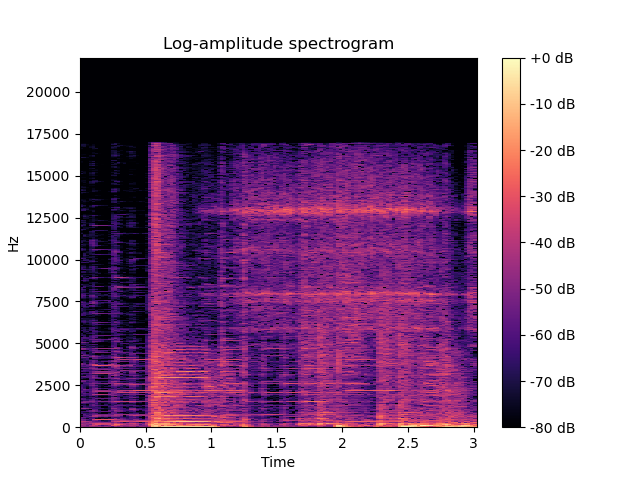 Log-amplitude spectrogram
Hz
20000
17500
15000
12500
10000
7500
5000
2500
0
0 0.5 1 1.5 2 2.5 3
Time
+0 dB
-10 dB
-20 dB
-30 dB
-40 dB
-50 dB
-60 dB
-70 dB
-80 dB